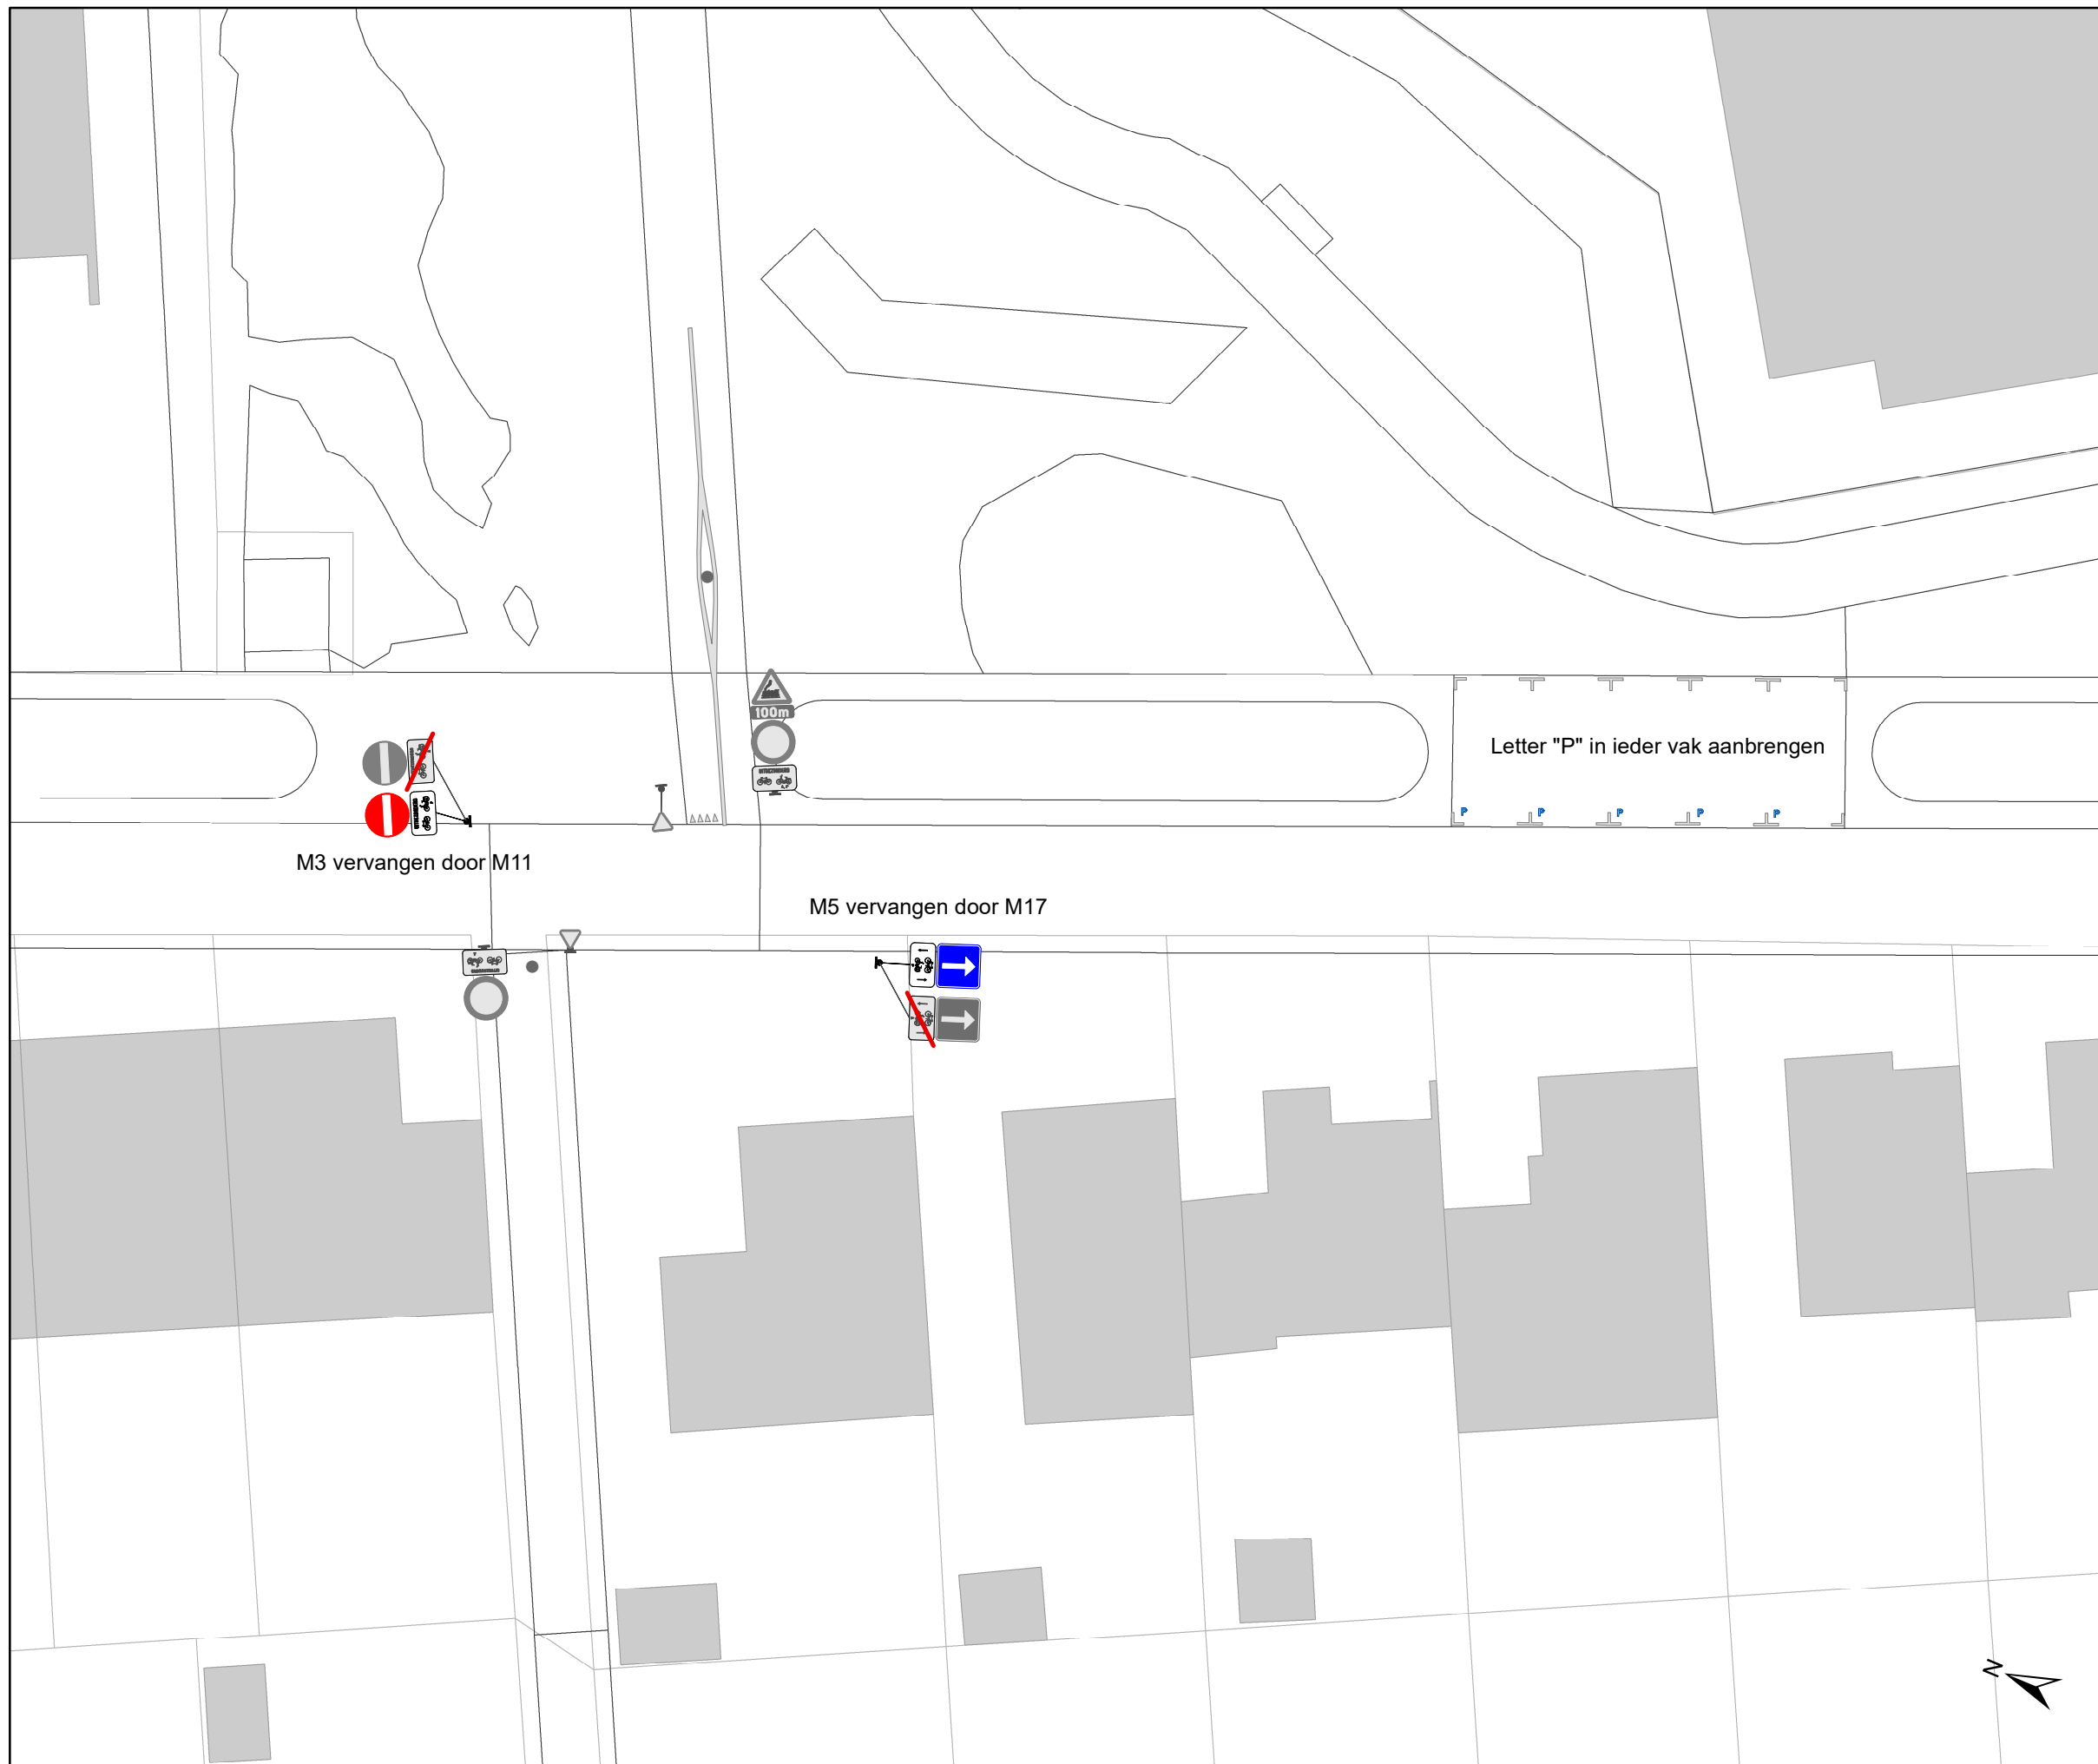 100m
Letter "P" in ieder vak aanbrengen
P P P P P
M3 vervangen door M11
M5 vervangen door M17
N